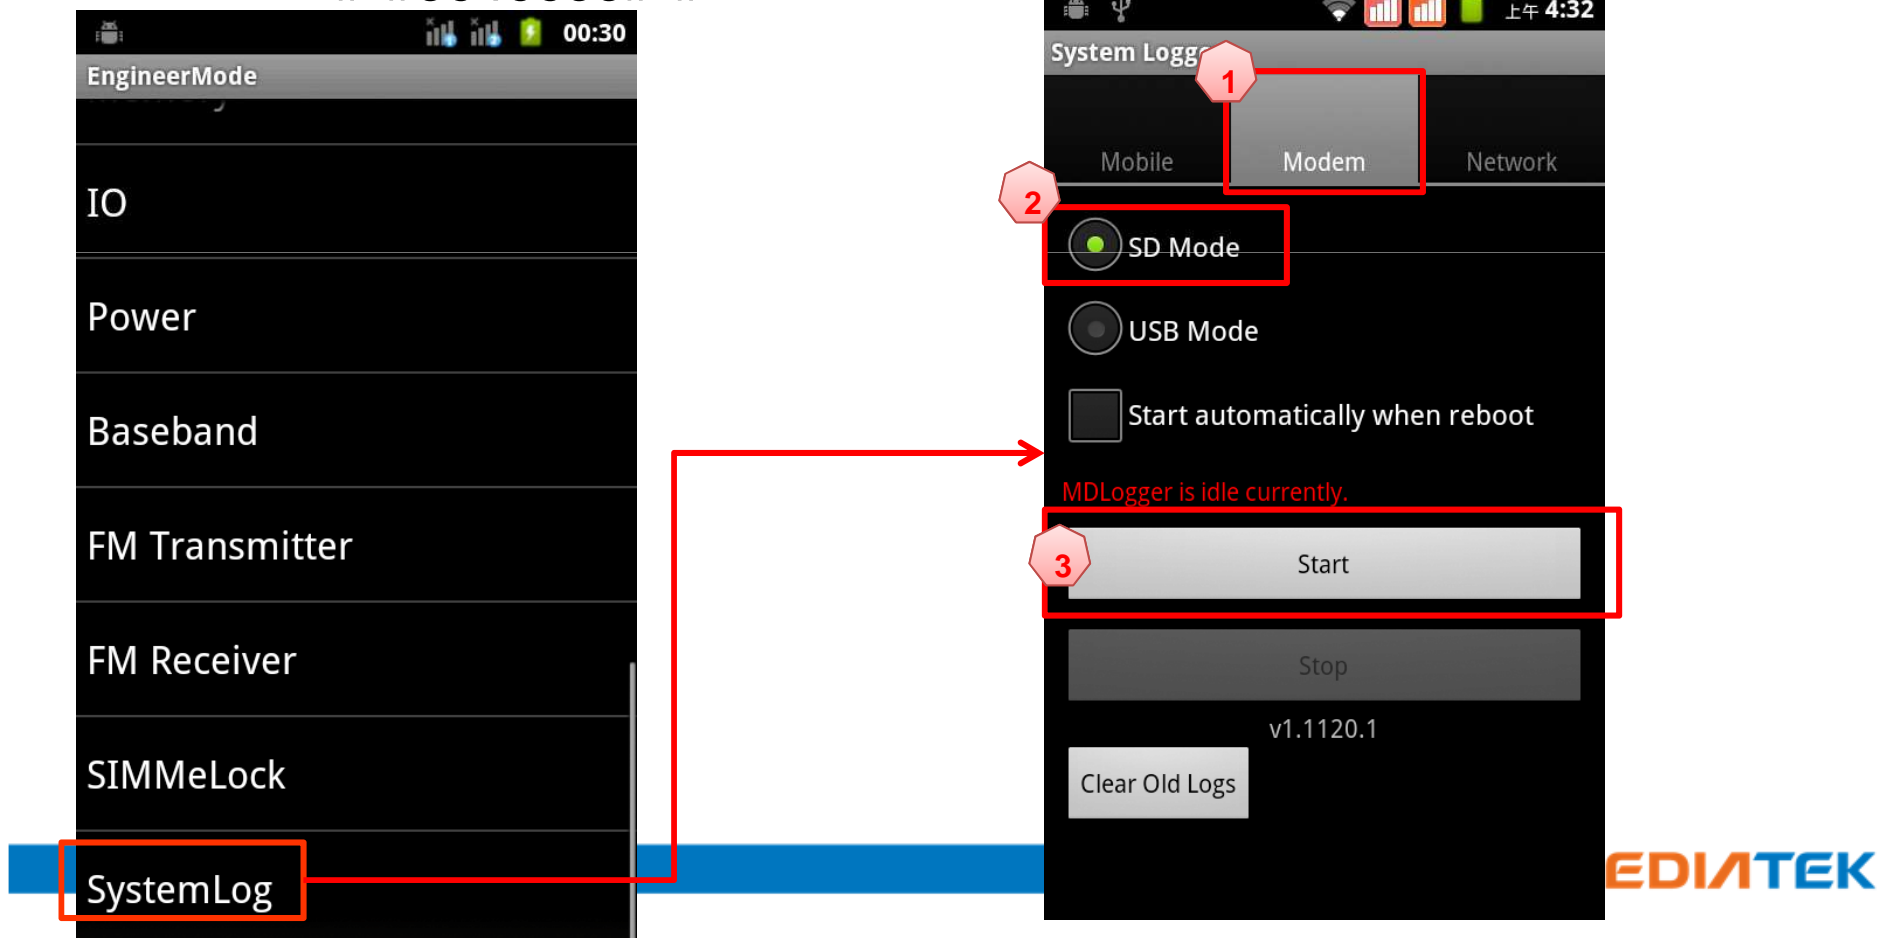 00:30
EngineerMode
IO
Power
Baseband
FM Transmitter
FM Receiver
SIMMeLock
SystemLog
上午 4:32
System Logge
1
Mobile
Modem
Network
2
SD Mode
USB Mode
Start automatically when reboot
MDLogger is idle currently.
3
Start
Stop
v1.1120.1
Clear Old Logs
EDIATEK